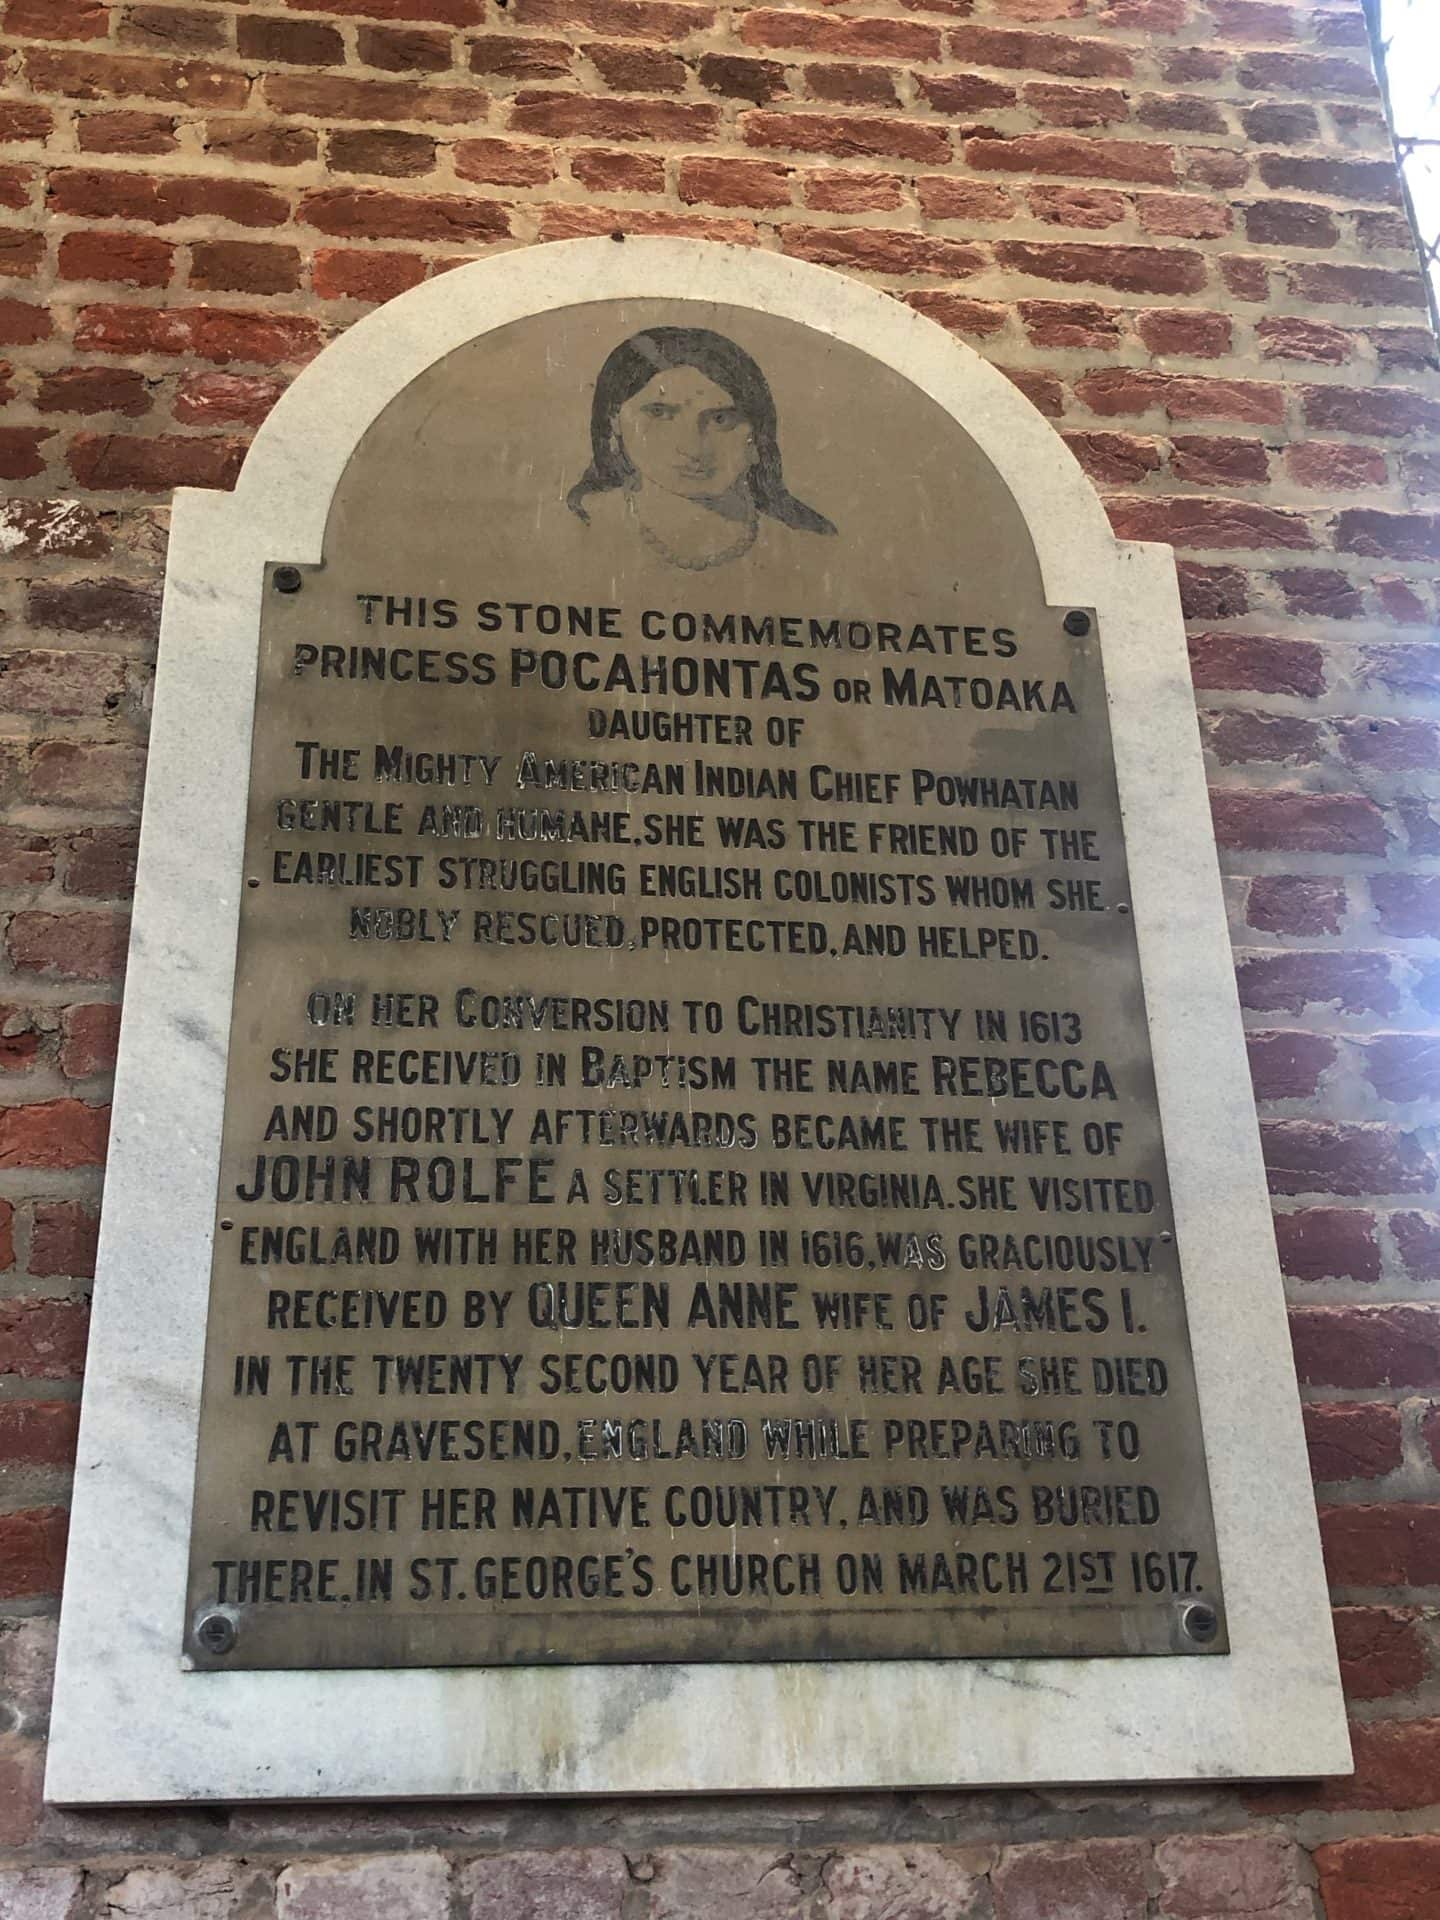 THIS STONE COMMEMORATES
PRINCESS POCAHONTAS OR MATOAKA
DAUGHTER OF
THE MIGHTY AMERICAN INDIAN CHIEF POWHATAN
GENTLE AND HUMANE, SHE WAS THE FRIEND OF THE
EARLIEST STRUGGLING ENGLISH COLONISTS WHOM SHE
NOBLY RESCUED, PROTECTED, AND HELPED.
ON HER CONVERSION TO CHRISTIANITY IN 1613
SHE RECEIVED IN BAPTISM THE NAME REBECCA
AND SHORTLY AFTERWARDS BECAME THE WIFE OF
JOHN ROLFE A SETTLER IN VIRGINIA. SHE VISITED
ENGLAND WITH HER HUSBAND IN 1616, WAS GRACIOUSLY
RECEIVED BY QUEEN ANNE WIFE OF JAMES I.
IN THE TWENTY SECOND YEAR OF HER AGE SHE DIED
AT GRAVESEND, ENGLAND WHILE PREPARING TO
REVISIT HER NATIVE COUNTRY, AND WAS BURIED
THERE, IN ST. GEORGE'S CHURCH ON MARCH 21ST 1617.